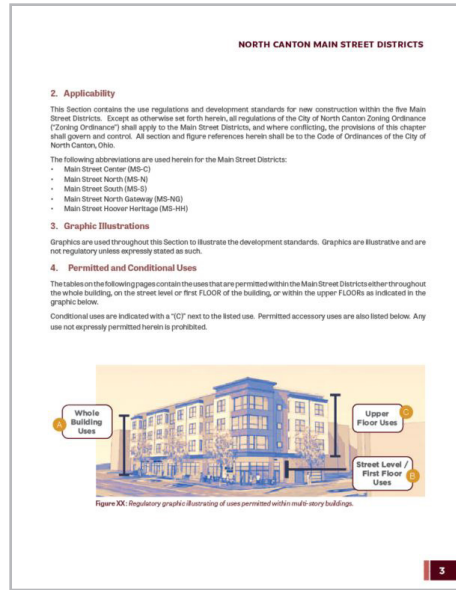 NORTH CANTON MAIN STREET DISTRICTS
2. Applicability
This Section contains the use regulations and development standards for new construction within the five Main
Street Districts. Except as otherwise set forth herein, all regulations of the City of North Canton Zoning Ordinance
("Zoning Ordinance") shall apply to the Main Street Districts, and where conflicting, the provisions of this chapter
shall govern and control. All section and figure references herein shall be to the Code of Ordinances of the City of
North Canton, Ohio.
The following abbreviations are used herein for the Main Street Districts:
• Main Street Center (MS-C)
• Main Street North (MS-N)
• Main Street South (MS-S)
• Main Street North Gateway (MS-NG)
• Main Street Hoover Heritage (MS-HH)
3. Graphic Illustrations
Graphics are used throughout this Section to illustrate the development standards. Graphics are illustrative and are
not regulatory unless expressly stated as such.
4. Permitted and Conditional Uses
The tables on the following pages contain the uses that are permitted within the Main Street Districts either throughout
the whole building, on the street level or first FLOOR of the building, or within the upper FLOORs as indicated in the
graphic below.
Conditional uses are indicated with a "(C)" next to the listed use. Permitted accessory uses are also listed below. Any
use not expressly permitted herein is prohibited.
A
Whole
Building
Uses
C
Upper
Floor Uses
Street Level /
First Floor
Uses
B
Figure XX: Regulatory graphic illustrating of uses permitted within multi-story buildings.
3